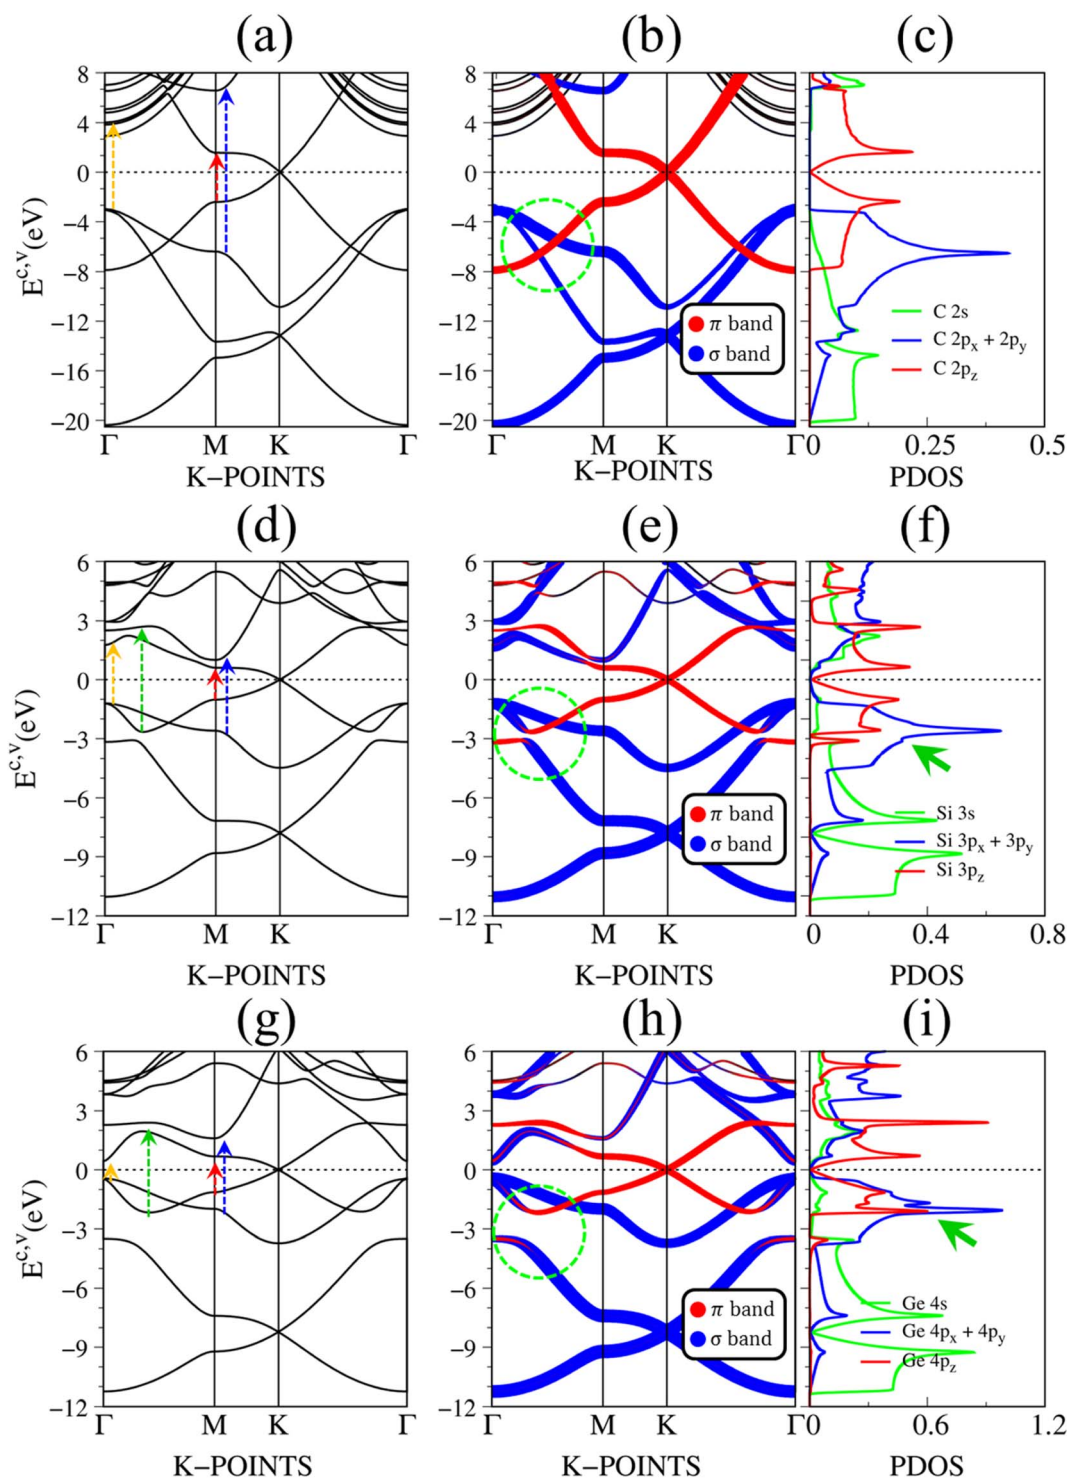 (a) (b) (c)
8
4
0
−4
−8
−12
−16
−20
E^{c,v}(eV)
Γ M K Γ
K−POINTS
π band
σ band
Γ M K Γ
K−POINTS
C 2s
C 2p_x + 2p_y
C 2p_z
0 0.25 0.5
PDOS
(d) (e) (f)
6
3
0
−3
−6
−9
−12
E^{c,v}(eV)
Γ M K
K−POINTS
π band
σ band
Γ M K
K−POINTS
Si 3s
Si 3p_x + 3p_y
Si 3p_z
0 0.4 0.8
PDOS
(g) (h) (i)
6
3
0
−3
−6
−9
−12
E^{c,v}(eV)
Γ M K Γ
K−POINTS
π band
σ band
Γ M K Γ
K−POINTS
Ge 4s
Ge 4p_x + 4p_y
Ge 4p_z
0 0.6 1.2
PDOS